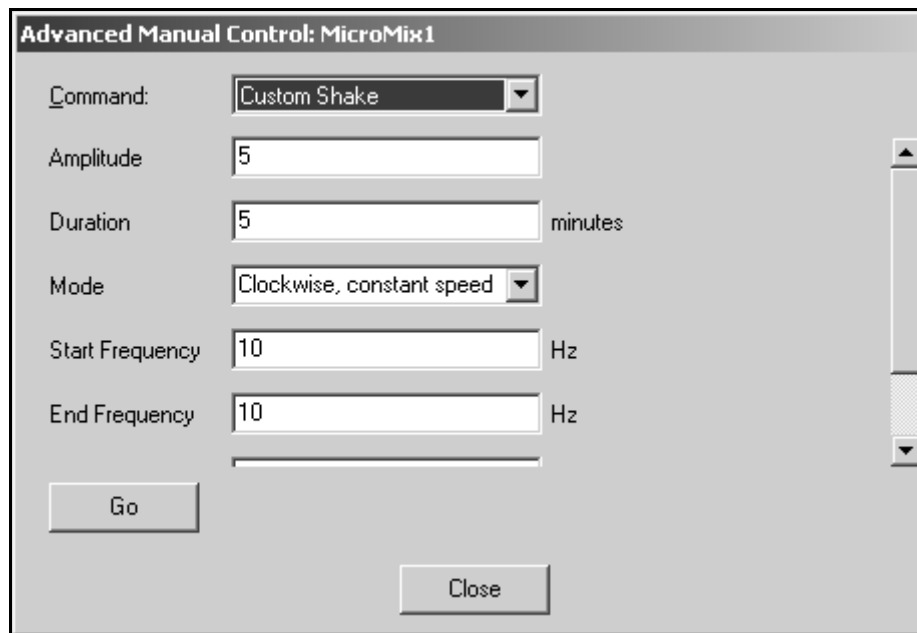 Advanced Manual Control: MicroMix1
Command: Custom Shake
Amplitude 5
Duration 5 minutes
Mode Clockwise, constant speed
Start Frequency 10 Hz
End Frequency 10 Hz
Go
Close